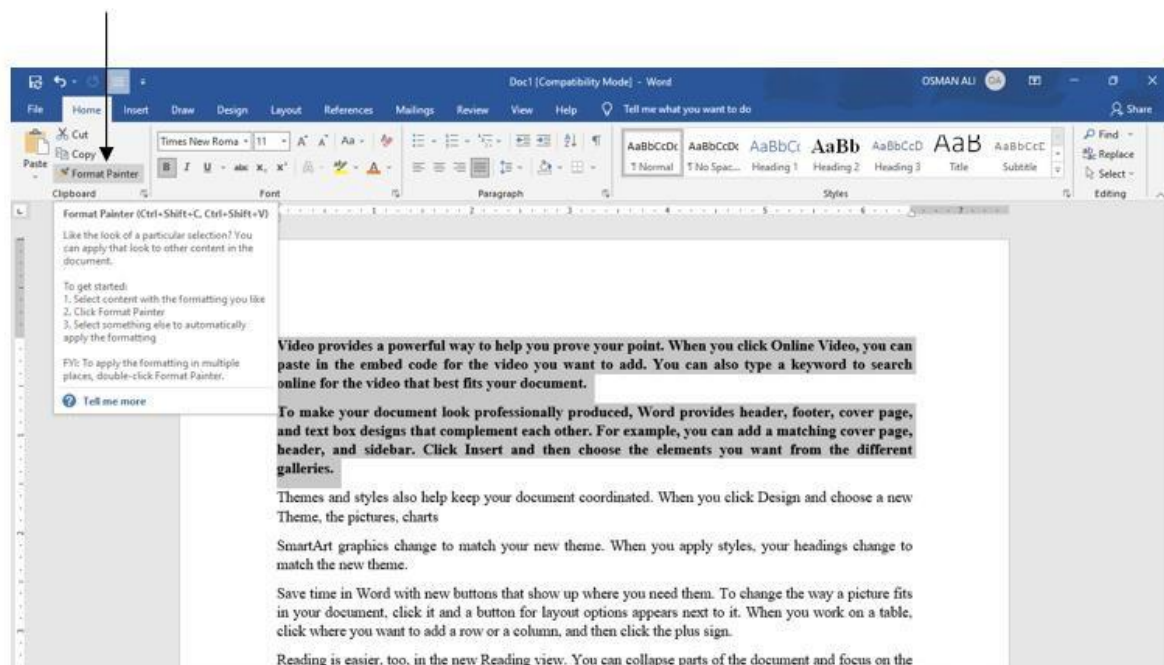 Doc1 [Compatibility Mode] - Word
OSMAN ALI
OA
File Home Insert Draw Design Layout References Mailings Review View Help Tell me what you want to do
Share
Cut
Copy
Paste
Format Painter
Clipboard
Times New Roma 11
Font
Paragraph
AaBbCcDc AaBbCcDc AaBbCc AaBb AaBbCcD AaB AaBbCcD
¶ Normal ¶ No Spac... Heading 1 Heading 2 Heading 3 Title Subtitle
Styles
Find
Replace
Select
Editing
Format Painter (Ctrl+Shift+C, Ctrl+Shift+V)
Like the look of a particular selection? You
can apply that look to other content in the
document.
To get started:
1. Select content with the formatting you like
2. Click Format Painter
3. Select something else to automatically
apply the formatting
FYI: To apply the formatting in multiple
places, double-click Format Painter.
Tell me more
1 2 3 4 5 6 7
Video provides a powerful way to help you prove your point. When you click Online Video, you can
paste in the embed code for the video you want to add. You can also type a keyword to search
online for the video that best fits your document.
To make your document look professionally produced, Word provides header, footer, cover page,
and text box designs that complement each other. For example, you can add a matching cover page,
header, and sidebar. Click Insert and then choose the elements you want from the different
galleries.
Themes and styles also help keep your document coordinated. When you click Design and choose a new
Theme, the pictures, charts
SmartArt graphics change to match your new theme. When you apply styles, your headings change to
match the new theme.
Save time in Word with new buttons that show up where you need them. To change the way a picture fits
in your document, click it and a button for layout options appears next to it. When you work on a table,
click where you want to add a row or a column, and then click the plus sign.
Reading is easier, too, in the new Reading view. You can collapse parts of the document and focus on the